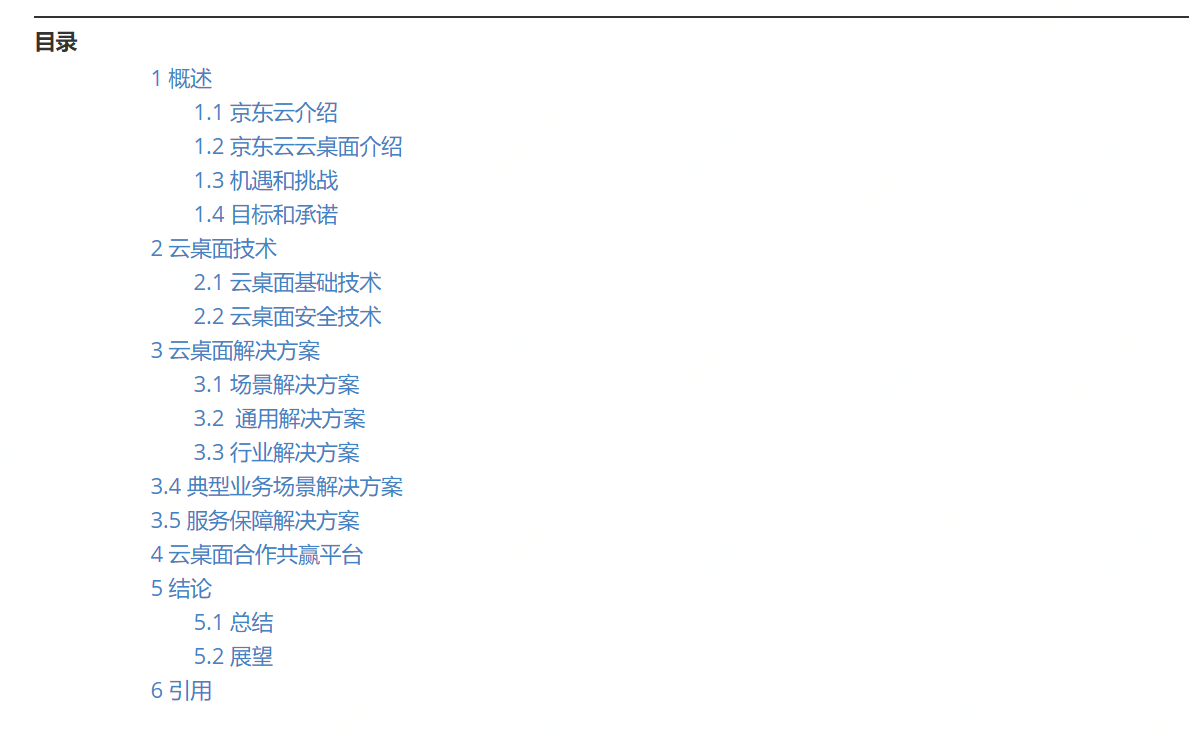 目录
1 概述
1.1 京东云介绍
1.2 京东云云桌面介绍
1.3 机遇和挑战
1.4 目标和承诺
2 云桌面技术
2.1 云桌面基础技术
2.2 云桌面安全技术
3 云桌面解决方案
3.1 场景解决方案
3.2 通用解决方案
3.3 行业解决方案
3.4 典型业务场景解决方案
3.5 服务保障解决方案
4 云桌面合作共赢平台
5 结论
5.1 总结
5.2 展望
6 引用